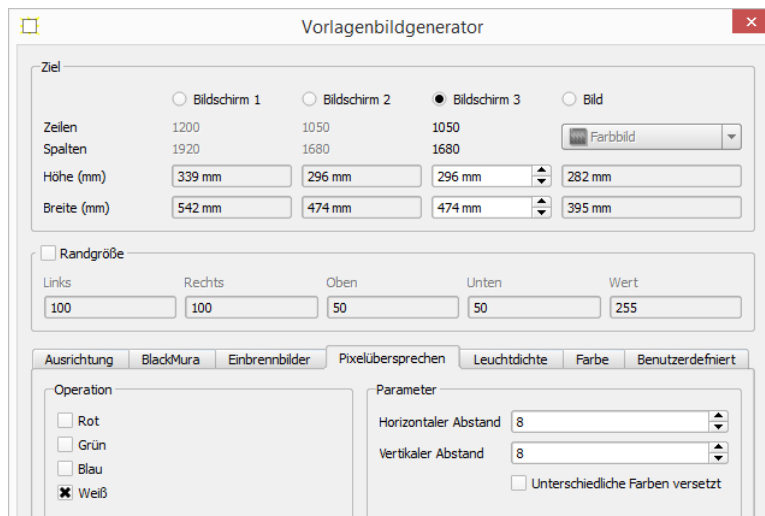 Vorlagenbildgenerator
Ziel
Bildschirm 1 Bildschirm 2 Bildschirm 3 Bild
Zeilen 1200 1050 1050 Farbbild
Spalten 1920 1680 1680
Höhe (mm) 339 mm 296 mm 296 mm 282 mm
Breite (mm) 542 mm 474 mm 474 mm 395 mm
Randgröße
Links Rechts Oben Unten Wert
100 100 50 50 255
Ausrichtung BlackMura Einbrennbilder Pixelübersprechen Leuchtdichte Farbe Benutzerdefniert
Operation Parameter
Rot Horizontaler Abstand 8
Grün
Vertikaler Abstand 8
Blau
Unterschiedliche Farben versetzt
Weiß